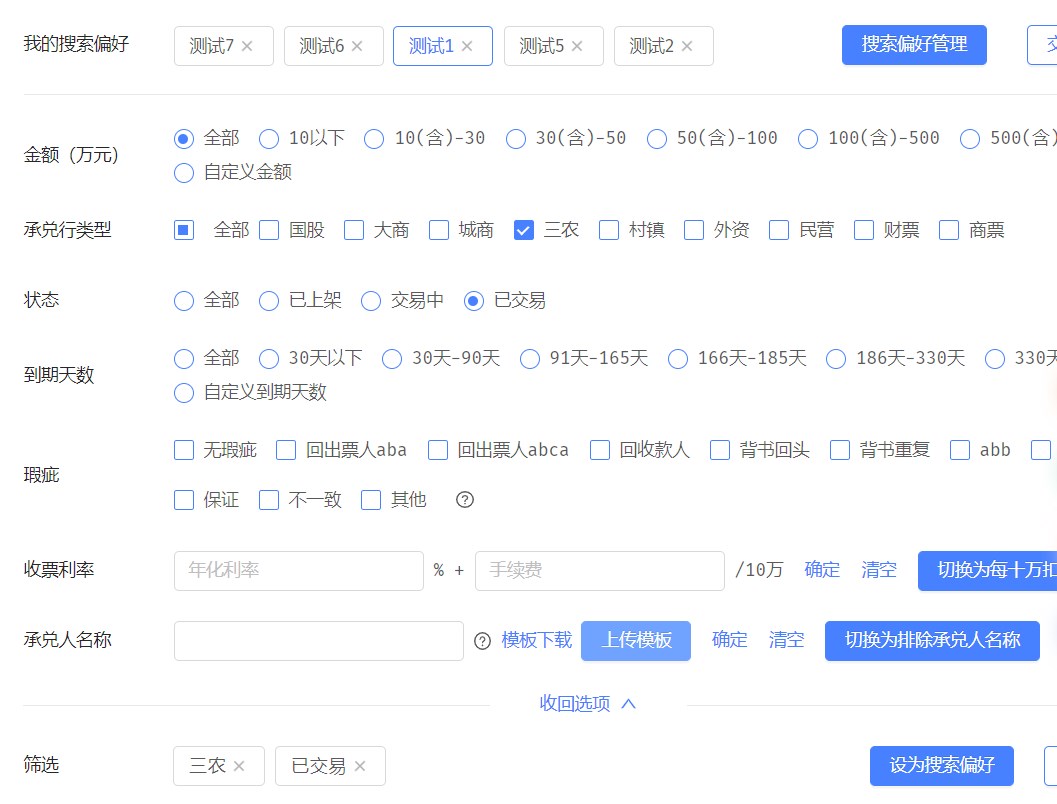 我的搜索偏好 测试7 × 测试6 × 测试1 × 测试5 × 测试2 × 搜索偏好管理
金额（万元） 全部 10以下 10(含)-30 30(含)-50 50(含)-100 100(含)-500 500(含)
自定义金额
承兑行类型 全部 国股 大商 城商 三农 村镇 外资 民营 财票 商票
状态 全部 已上架 交易中 已交易
到期天数 全部 30天以下 30天-90天 91天-165天 166天-185天 186天-330天 330天
自定义到期天数
瑕疵 无瑕疵 回出票人aba 回出票人abca 回收款人 背书回头 背书重复 abb
保证 不一致 其他 ?
收票利率 年化利率 % + 手续费 /10万 确定 清空 切换为每十万扣
承兑人名称 ? 模板下载 上传模板 确定 清空 切换为排除承兑人名称
收回选项
筛选 三农 × 已交易 × 设为搜索偏好